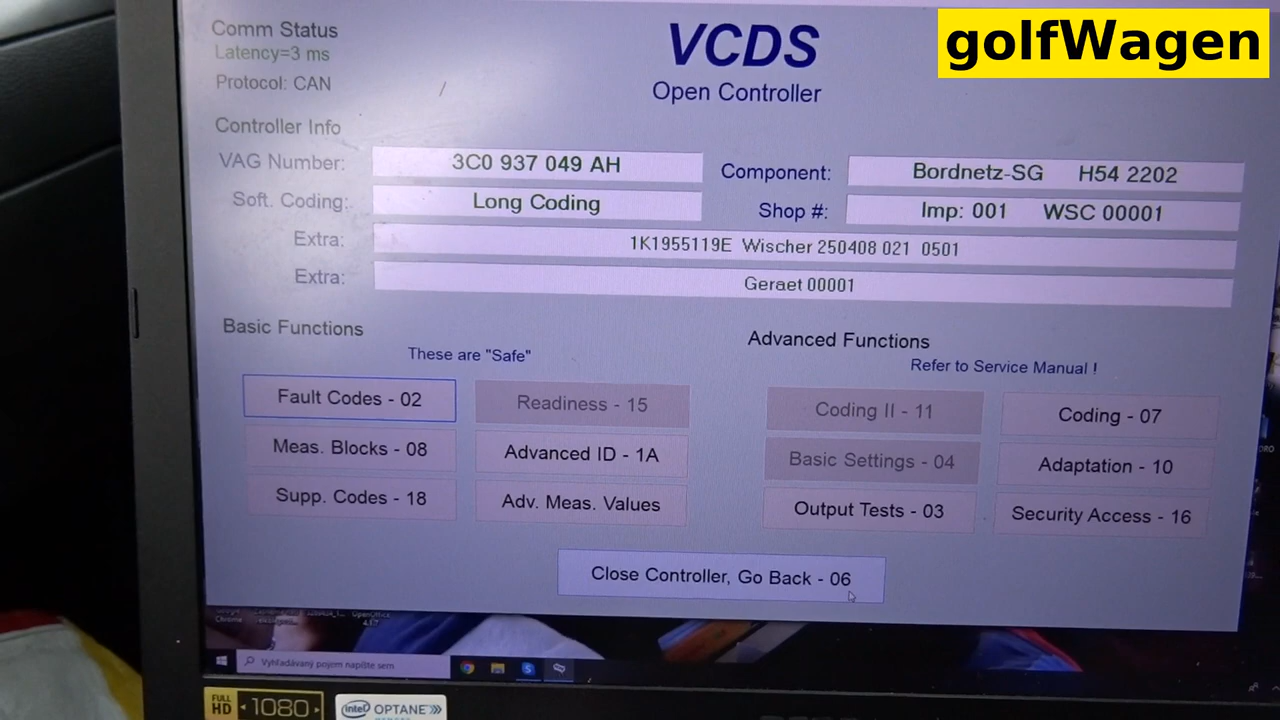 Comm Status
Latency=3 ms
Protocol: CAN
VCDS
Open Controller
golfWagen
Controller Info
VAG Number: 3C0 937 049 AH
Component: Bordnetz-SG H54 2202
Soft. Coding: Long Coding
Shop #: Imp: 001 WSC 00001
Extra: 1K1955119E Wischer 250408 021 0501
Extra: Geraet 00001
Basic Functions
These are "Safe"
Advanced Functions
Refer to Service Manual !
Fault Codes - 02
Readiness - 15
Coding II - 11
Coding - 07
Meas. Blocks - 08
Advanced ID - 1A
Basic Settings - 04
Adaptation - 10
Supp. Codes - 18
Adv. Meas. Values
Output Tests - 03
Security Access - 16
Close Controller, Go Back - 06
Chrome
Vyhľadávaný pojem napíšte sem
FULL HD 1080
intel OPTANE